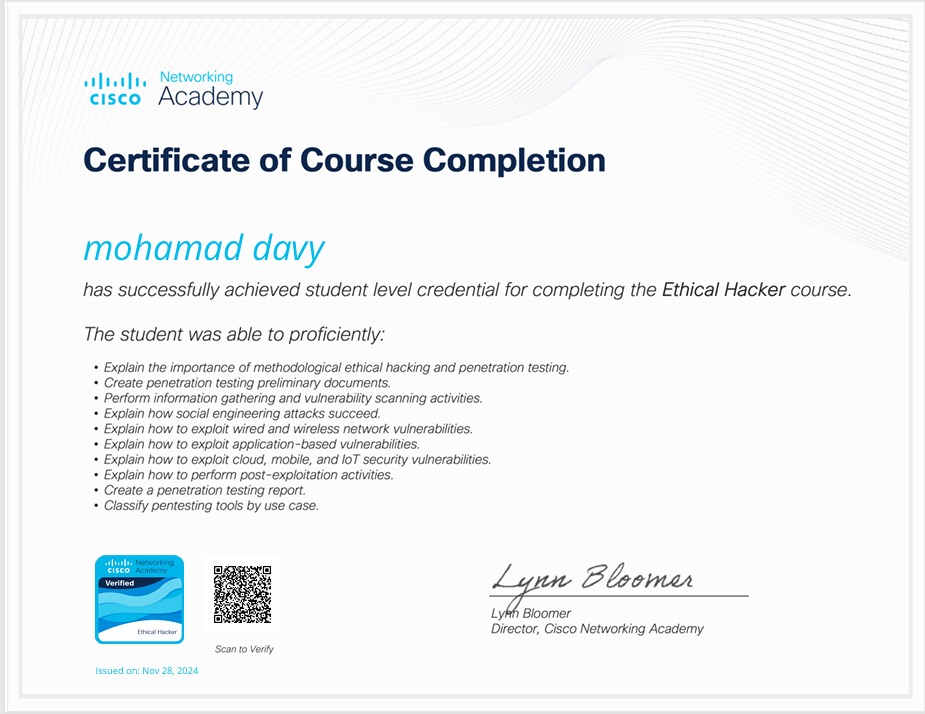 Networking
CISCO Academy
Certificate of Course Completion
mohamad davy
has successfully achieved student level credential for completing the Ethical Hacker course.
The student was able to proficiently:
• Explain the importance of methodological ethical hacking and penetration testing.
• Create penetration testing preliminary documents.
• Perform information gathering and vulnerability scanning activities.
• Explain how social engineering attacks succeed.
• Explain how to exploit wired and wireless network vulnerabilities.
• Explain how to exploit application-based vulnerabilities.
• Explain how to exploit cloud, mobile, and IoT security vulnerabilities.
• Explain how to perform post-exploitation activities.
• Create a penetration testing report.
• Classify pentesting tools by use case.
Networking
CISCO Academy
Verified
Ethical Hacker
Scan to Verify
Issued on: Nov 28, 2024
Lynn Bloomer
Lynn Bloomer
Director, Cisco Networking Academy